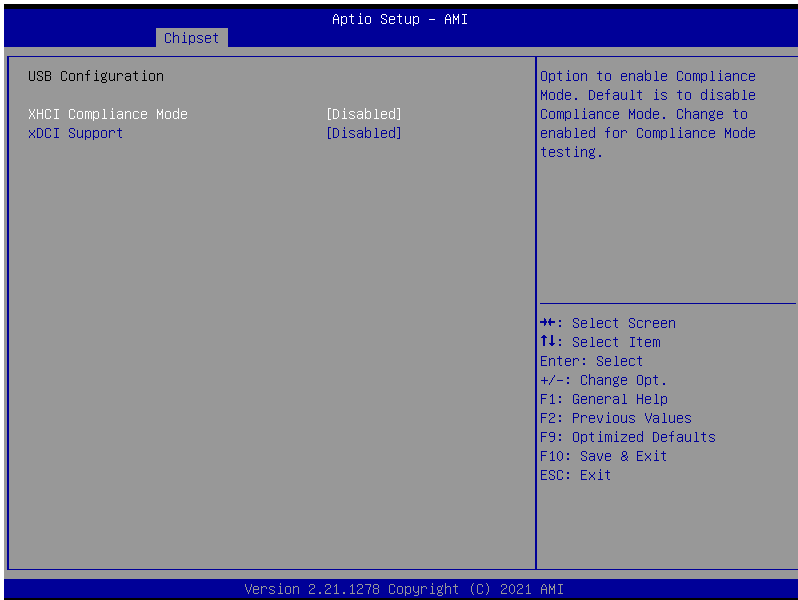 Aptio Setup – AMI
Chipset
USB Configuration
XHCI Compliance Mode [Disabled]
xDCI Support [Disabled]
Option to enable Compliance
Mode. Default is to disable
Compliance Mode. Change to
enabled for Compliance Mode
testing.
→←: Select Screen
↑↓: Select Item
Enter: Select
+/-: Change Opt.
F1: General Help
F2: Previous Values
F9: Optimized Defaults
F10: Save & Exit
ESC: Exit
Version 2.21.1278 Copyright (C) 2021 AMI